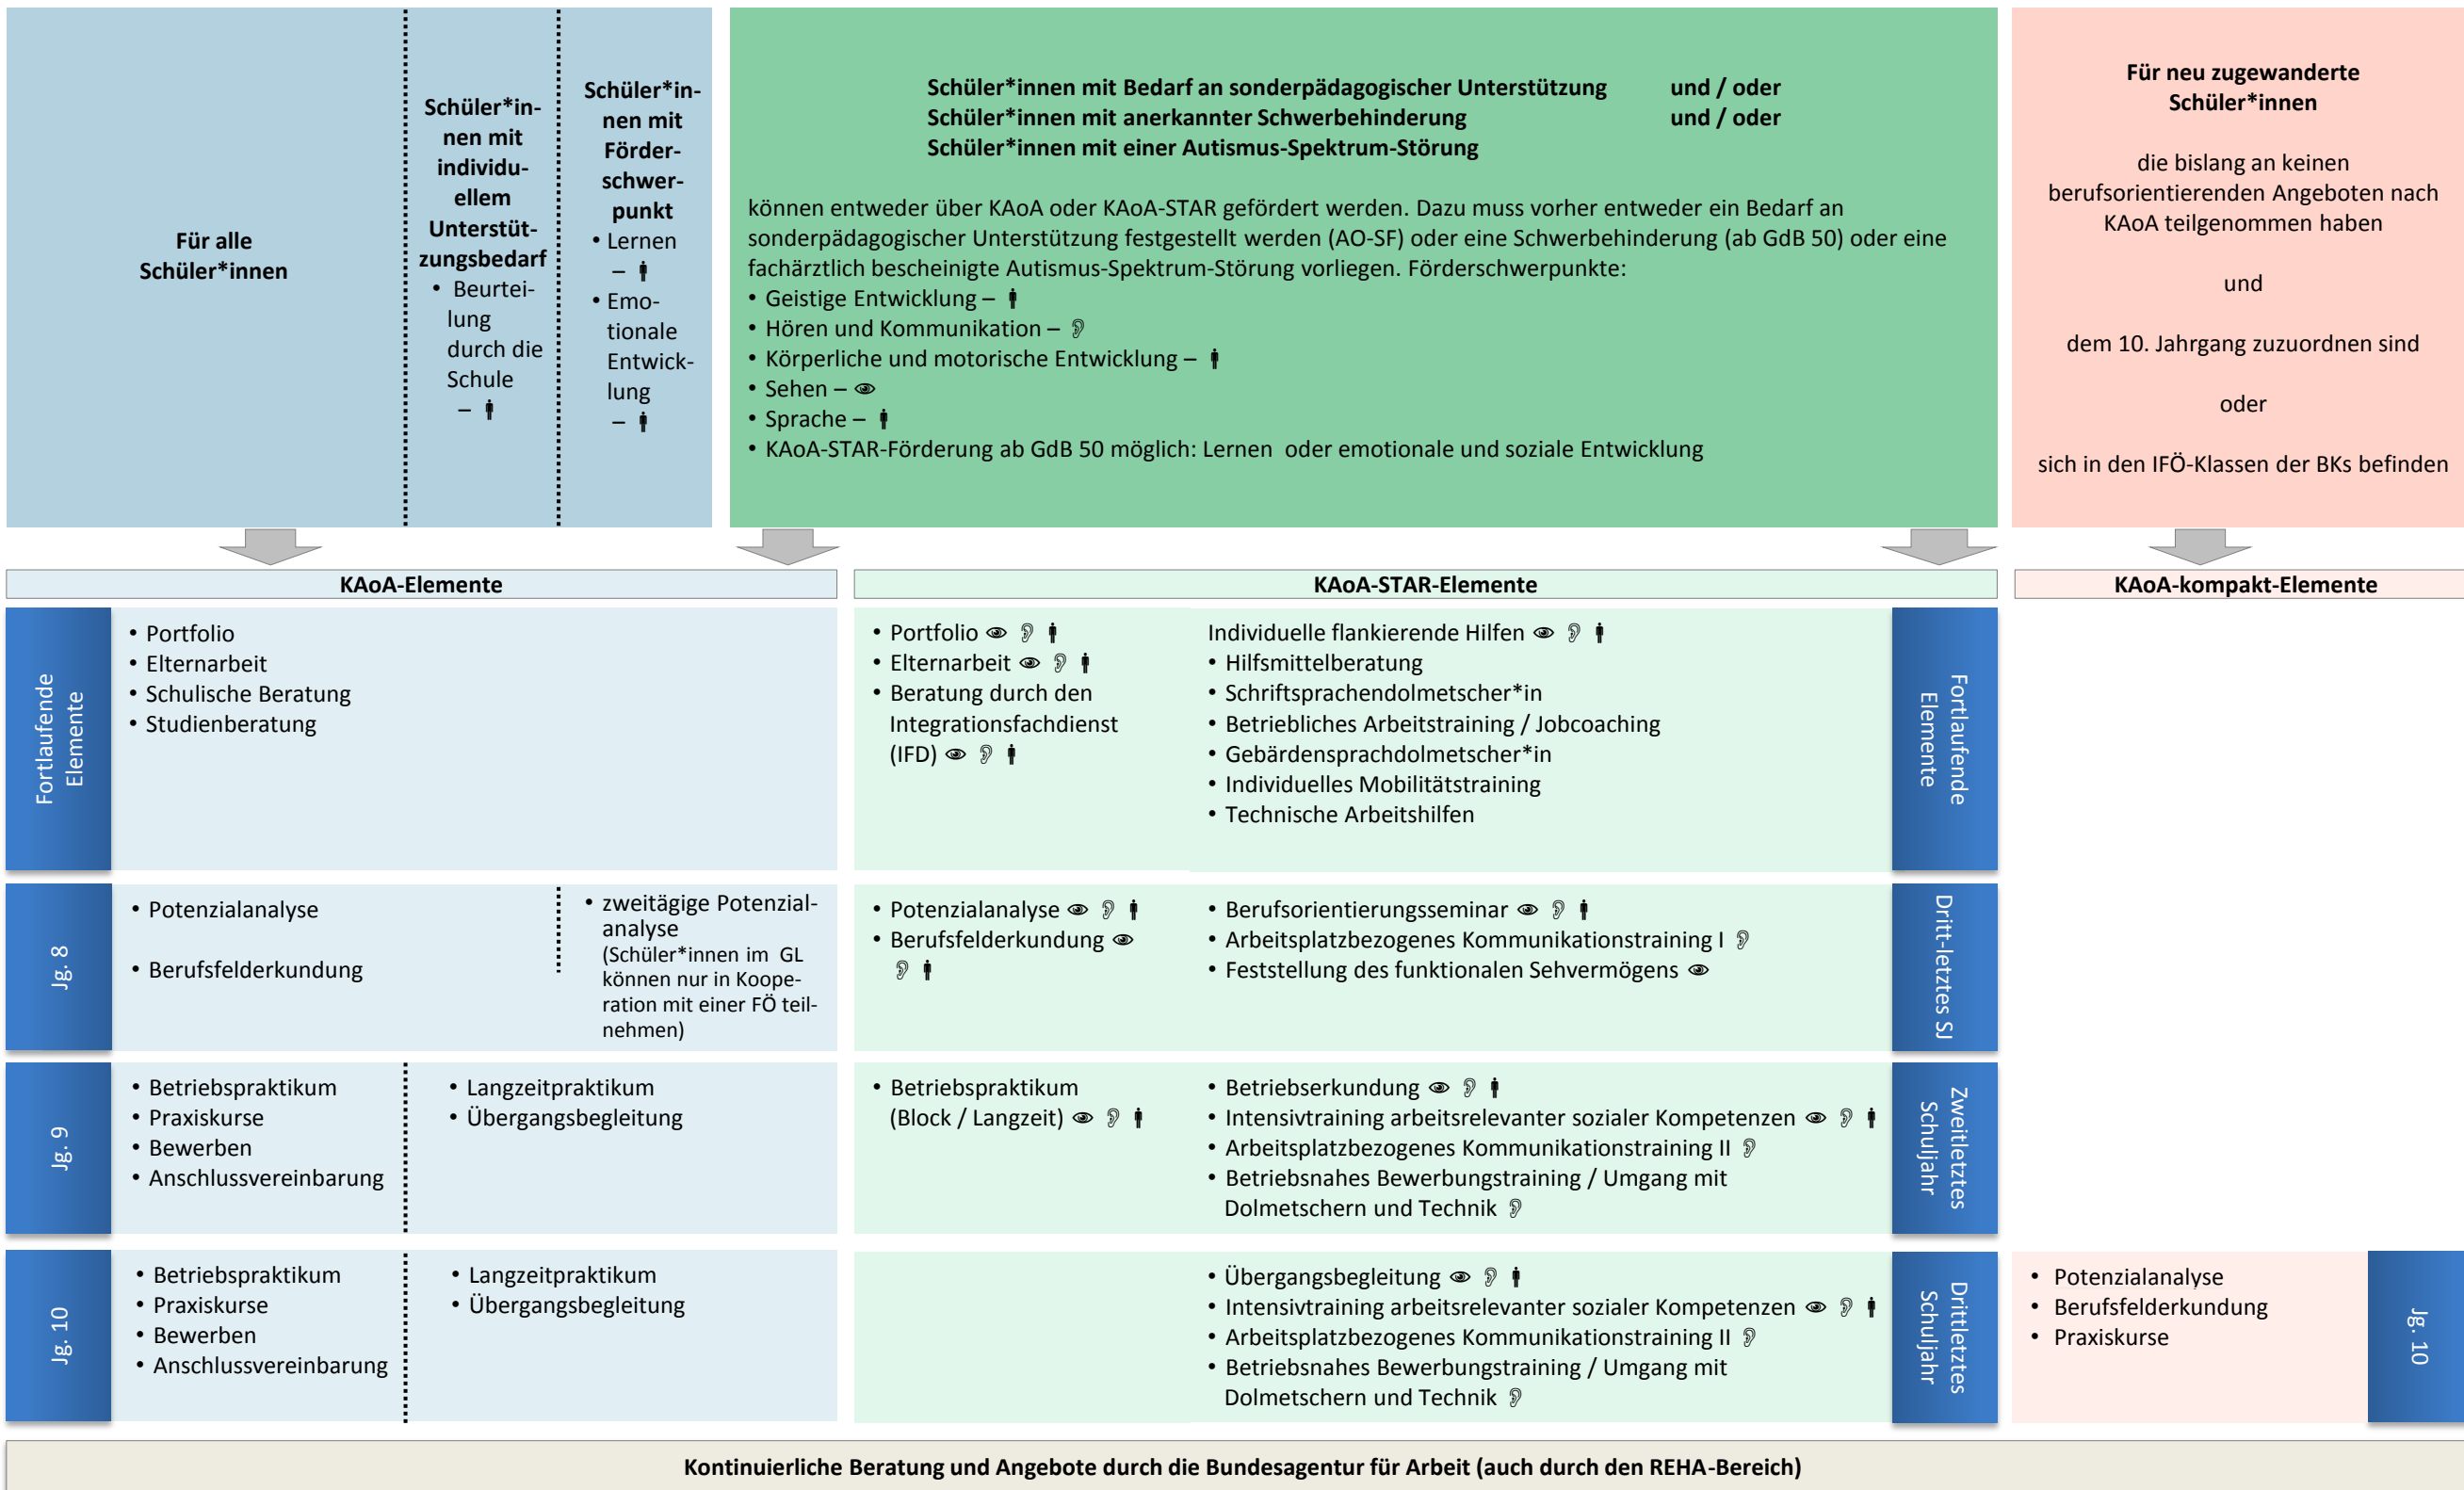 Für alle
Schüler*innen
Schüler*in-
nen mit
individu-
ellem
Unterstüt-
zungsbedarf
• Beurtei-
lung
durch die
Schule
–
Schüler*in-
nen mit
Förder-
schwer-
punkt
• Lernen
–
• Emo-
tionale
Entwick-
lung
–
Schüler*innen mit Bedarf an sonderpädagogischer Unterstützung und / oder
Schüler*innen mit anerkannter Schwerbehinderung und / oder
Schüler*innen mit einer Autismus-Spektrum-Störung
können entweder über KAoA oder KAoA-STAR gefördert werden. Dazu muss vorher entweder ein Bedarf an
sonderpädagogischer Unterstützung festgestellt werden (AO-SF) oder eine Schwerbehinderung (ab GdB 50) oder eine
fachärztlich bescheinigte Autismus-Spektrum-Störung vorliegen. Förderschwerpunkte:
• Geistige Entwicklung –
• Hören und Kommunikation –
• Körperliche und motorische Entwicklung –
• Sehen –
• Sprache –
• KAoA-STAR-Förderung ab GdB 50 möglich: Lernen oder emotionale und soziale Entwicklung
Für neu zugewanderte
Schüler*innen
die bislang an keinen
berufsorientierenden Angeboten nach
KAoA teilgenommen haben
und
dem 10. Jahrgang zuzuordnen sind
oder
sich in den IFÖ-Klassen der BKs befinden
KAoA-Elemente
KAoA-STAR-Elemente
KAoA-kompakt-Elemente
Fortlaufende
Elemente
• Portfolio
• Elternarbeit
• Schulische Beratung
• Studienberatung
• Portfolio
• Elternarbeit
• Beratung durch den
Integrationsfachdienst
(IFD)
Individuelle flankierende Hilfen
• Hilfsmittelberatung
• Schriftsprachendolmetscher*in
• Betriebliches Arbeitstraining / Jobcoaching
• Gebärdensprachdolmetscher*in
• Individuelles Mobilitätstraining
• Technische Arbeitshilfen
Fortlaufende
Elemente
Jg. 8
• Potenzialanalyse
• Berufsfelderkundung
• zweitägige Potenzial-
analyse
(Schüler*innen im GL
können nur in Koope-
ration mit einer FÖ teil-
nehmen)
• Potenzialanalyse
• Berufsfelderkundung
• Berufsorientierungsseminar
• Arbeitsplatzbezogenes Kommunikationstraining I
• Feststellung des funktionalen Sehvermögens
Dritt-letztes SJ
Jg. 9
• Betriebspraktikum
• Praxiskurse
• Bewerben
• Anschlussvereinbarung
• Langzeitpraktikum
• Übergangsbegleitung
• Betriebspraktikum
(Block / Langzeit)
• Betriebserkundung
• Intensivtraining arbeitsrelevanter sozialer Kompetenzen
• Arbeitsplatzbezogenes Kommunikationstraining II
• Betriebsnahes Bewerbungstraining / Umgang mit
Dolmetschern und Technik
Zweitletztes
Schuljahr
Jg. 10
• Betriebspraktikum
• Praxiskurse
• Bewerben
• Anschlussvereinbarung
• Langzeitpraktikum
• Übergangsbegleitung
• Übergangsbegleitung
• Intensivtraining arbeitsrelevanter sozialer Kompetenzen
• Arbeitsplatzbezogenes Kommunikationstraining II
• Betriebsnahes Bewerbungstraining / Umgang mit
Dolmetschern und Technik
Drittletztes
Schuljahr
• Potenzialanalyse
• Berufsfelderkundung
• Praxiskurse
Jg. 10
Kontinuierliche Beratung und Angebote durch die Bundesagentur für Arbeit (auch durch den REHA-Bereich)